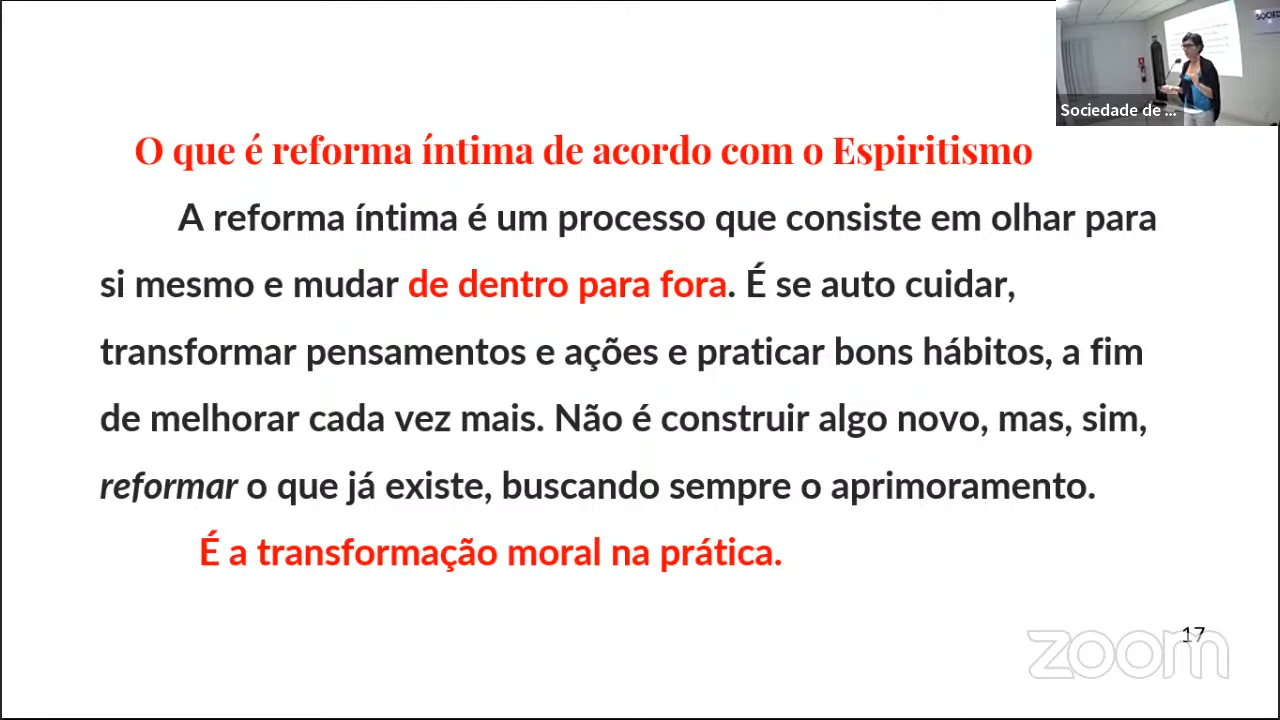 SOCIED
Sociedade de ...
O que é reforma íntima de acordo com o Espiritismo
A reforma íntima é um processo que consiste em olhar para
si mesmo e mudar de dentro para fora. É se auto cuidar,
transformar pensamentos e ações e praticar bons hábitos, a fim
de melhorar cada vez mais. Não é construir algo novo, mas, sim,
reformar o que já existe, buscando sempre o aprimoramento.
É a transformação moral na prática.
17
zoom